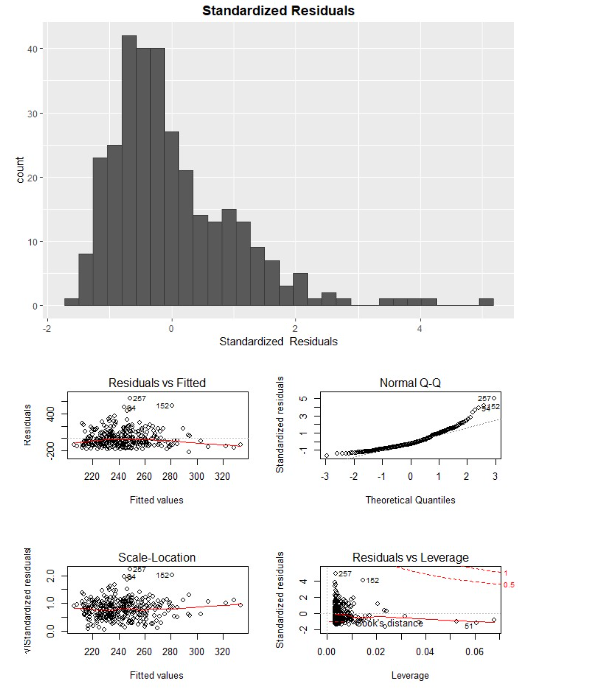 Standardized Residuals
count
40
30
20
10
0
-2 0 2 4
Standardized Residuals
Residuals vs Fitted
Residuals
-200 400
257
84
152
220 240 260 280 300 320
Fitted values
Normal Q-Q
Standardized residuals
-1 1 3 5
257
152
84
-3 -2 -1 0 1 2 3
Theoretical Quantiles
Scale-Location
√|Standardized residuals|
0.0 1.0 2.0
257
84
152
220 240 260 280 300 320
Fitted values
Residuals vs Leverage
Standardized residuals
-2 0 2 4
257
152
51
Cook's distance
1
0.5
0.00 0.02 0.04 0.06
Leverage